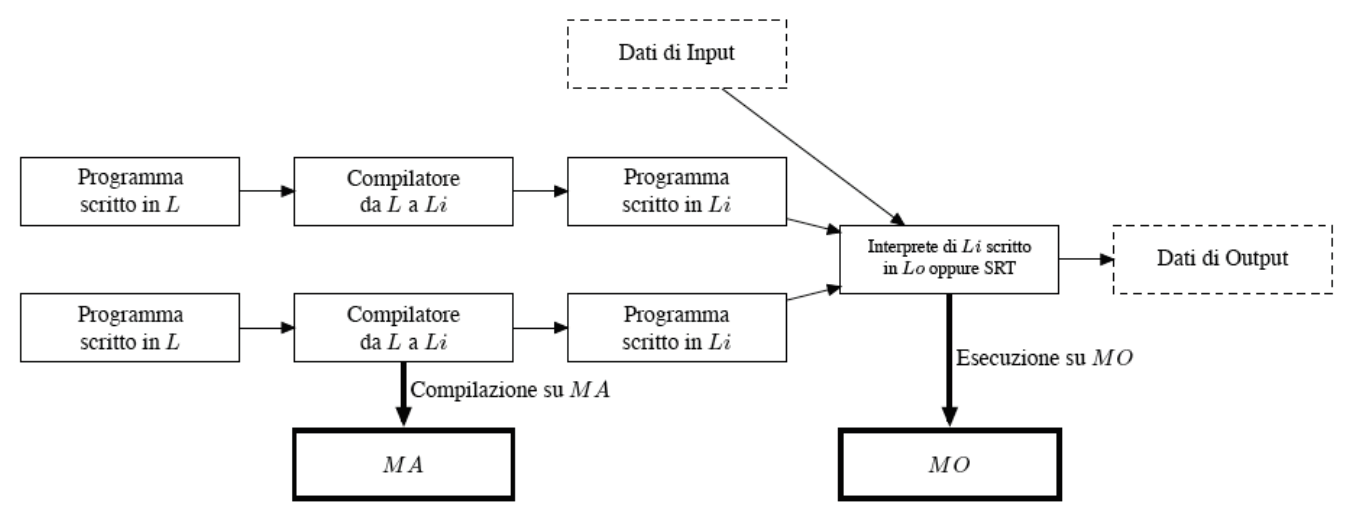 Dati di Input
Programma
scritto in L
Compilatore
da L a Li
Programma
scritto in Li
Interprete di Li scritto
in Lo oppure SRT
Dati di Output
Programma
scritto in L
Compilatore
da L a Li
Programma
scritto in Li
Esecuzione su MO
Compilazione su MA
MA
MO